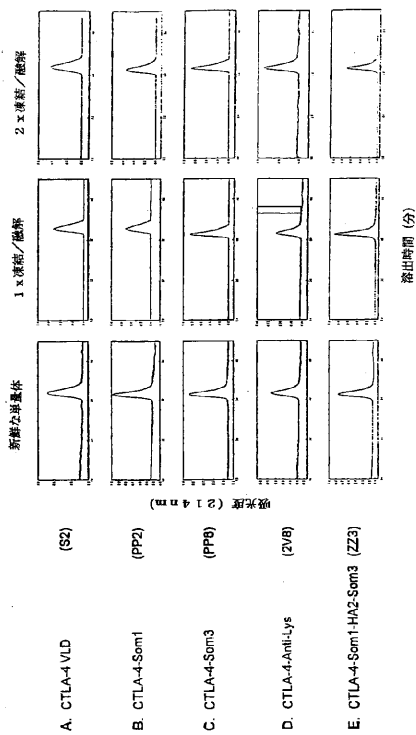 新鮮な単量体
1 x 凍結／融解
2 x 凍結／融解
A. CTLA-4 VLD (S2)
B. CTLA-4-Som1 (PP2)
C. CTLA-4-Som3 (PP8)
D. CTLA-4-Anti-Lys (2V8)
E. CTLA-4-Som1-HA2-Som3 (ZZ3)
吸光度 (214nm)
溶出時間 (分)